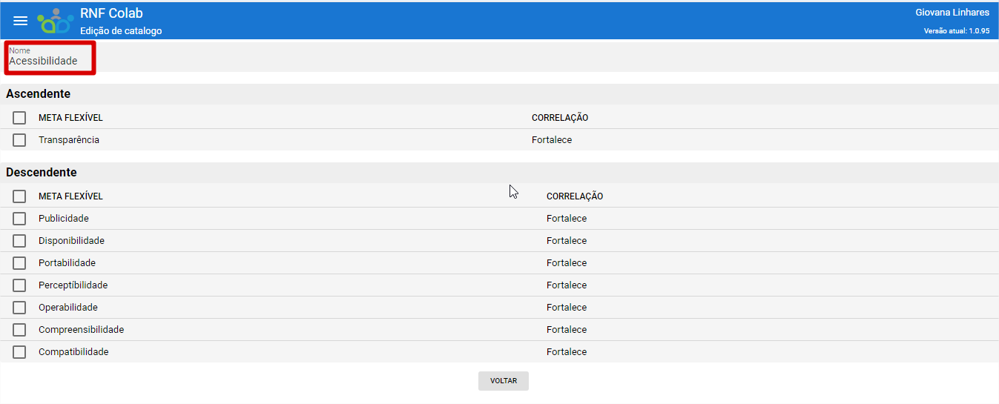 RNF Colab
Giovana Linhares
Edição de catalogo
Versão atual: 1.0.95
Nome
Acessibilidade
Ascendente
META FLEXÍVEL CORRELAÇÃO
Transparência Fortalece
Descendente
META FLEXÍVEL CORRELAÇÃO
Publicidade Fortalece
Disponibilidade Fortalece
Portabilidade Fortalece
Perceptíbilidade Fortalece
Operabilidade Fortalece
Compreensibilidade Fortalece
Compatibilidade Fortalece
VOLTAR